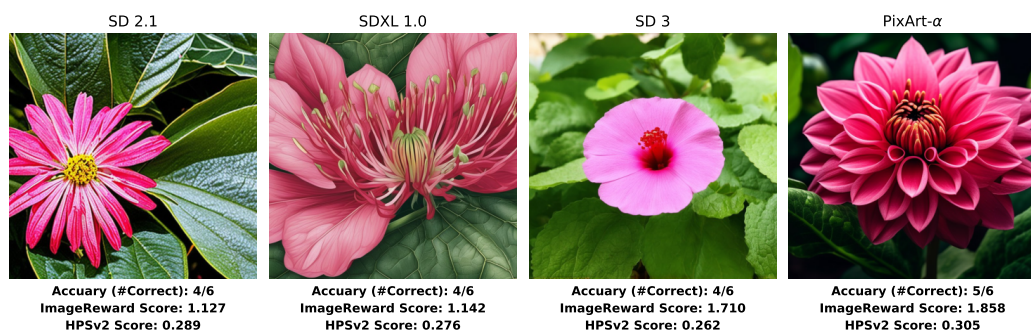 SD 2.1
SDXL 1.0
SD 3
PixArt-α
Accuary (#Correct): 4/6
ImageReward Score: 1.127
HPSv2 Score: 0.289
Accuary (#Correct): 4/6
ImageReward Score: 1.142
HPSv2 Score: 0.276
Accuary (#Correct): 4/6
ImageReward Score: 1.710
HPSv2 Score: 0.262
Accuary (#Correct): 5/6
ImageReward Score: 1.858
HPSv2 Score: 0.305